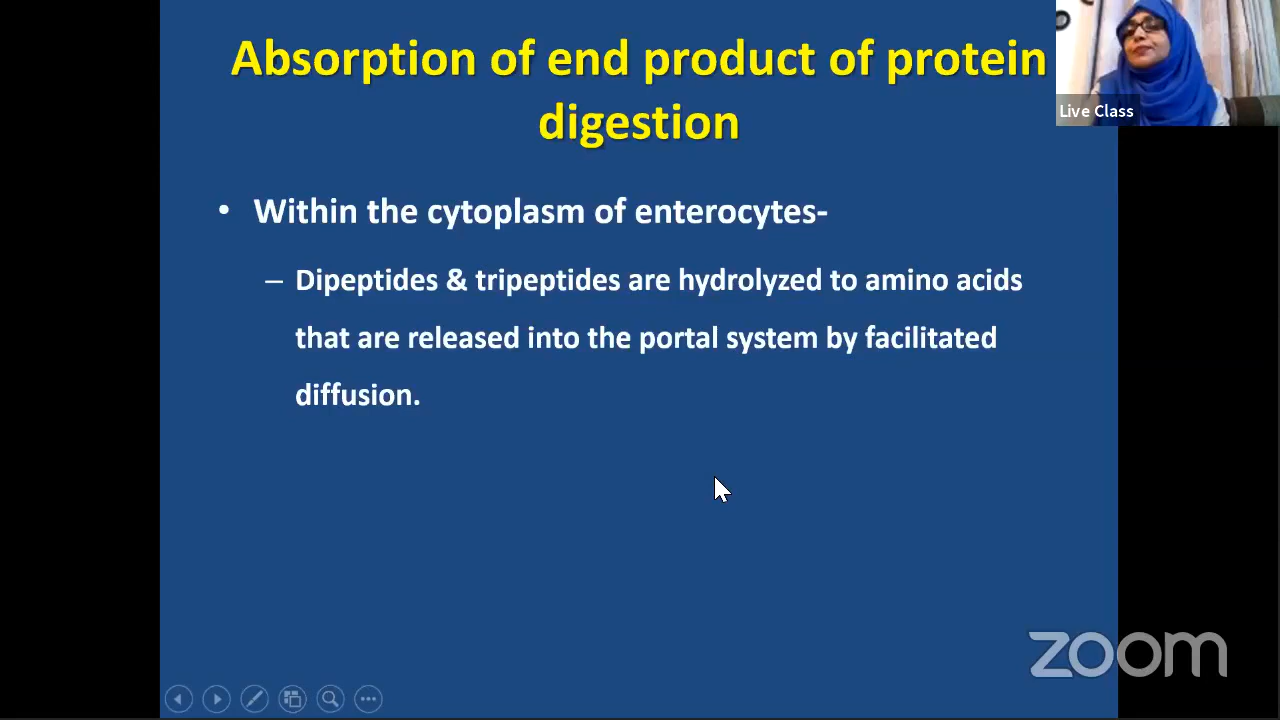 Absorption of end product of protein
digestion
Live Class
• Within the cytoplasm of enterocytes-
– Dipeptides & tripeptides are hydrolyzed to amino acids
that are released into the portal system by facilitated
diffusion.
zoom